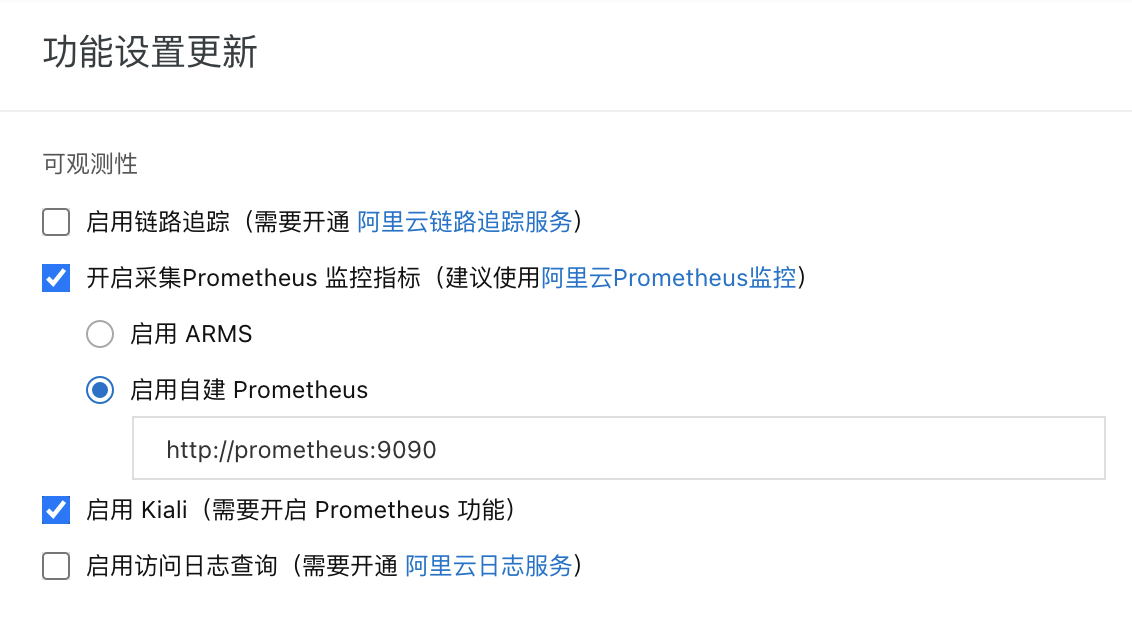 功能设置更新
可观测性
启用链路追踪（需要开通 阿里云链路追踪服务）
开启采集Prometheus 监控指标（建议使用阿里云Prometheus监控）
启用 ARMS
启用自建 Prometheus
http://prometheus:9090
启用 Kiali（需要开启 Prometheus 功能）
启用访问日志查询（需要开通 阿里云日志服务）